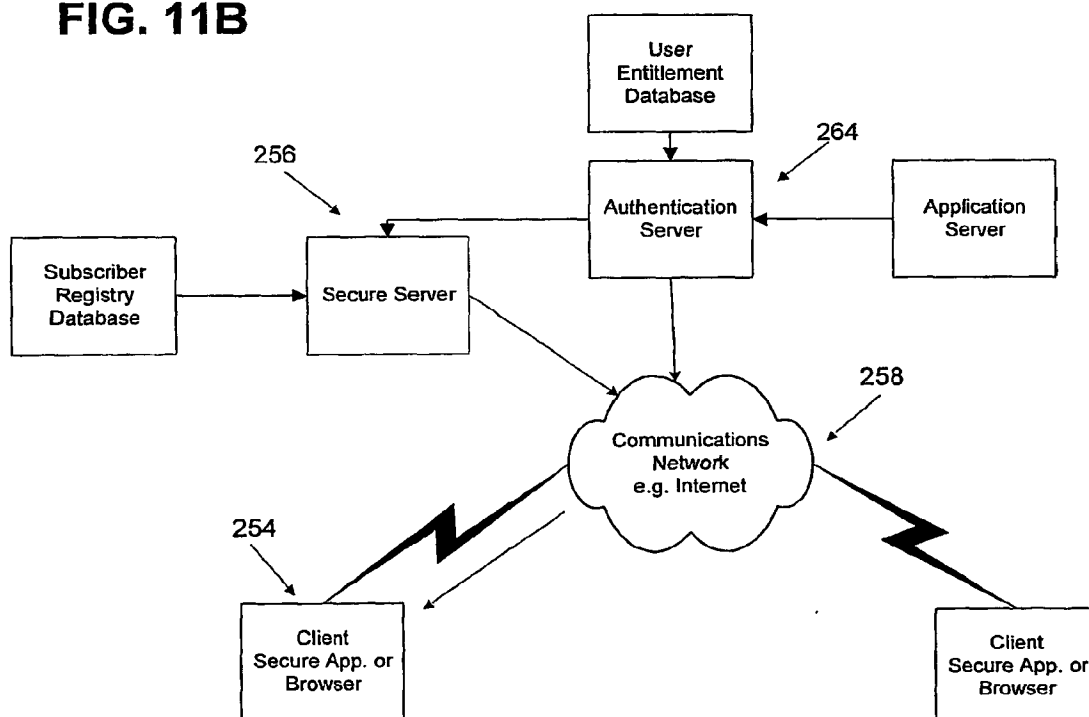 FIG. 11B
User
Entitlement
Database
264
256
Authentication
Server
Application
Server
Subscriber
Registry
Database
Secure Server
258
Communications
Network
e.g. Internet
254
Client
Secure App. or
Browser
Client
Secure App. or
Browser